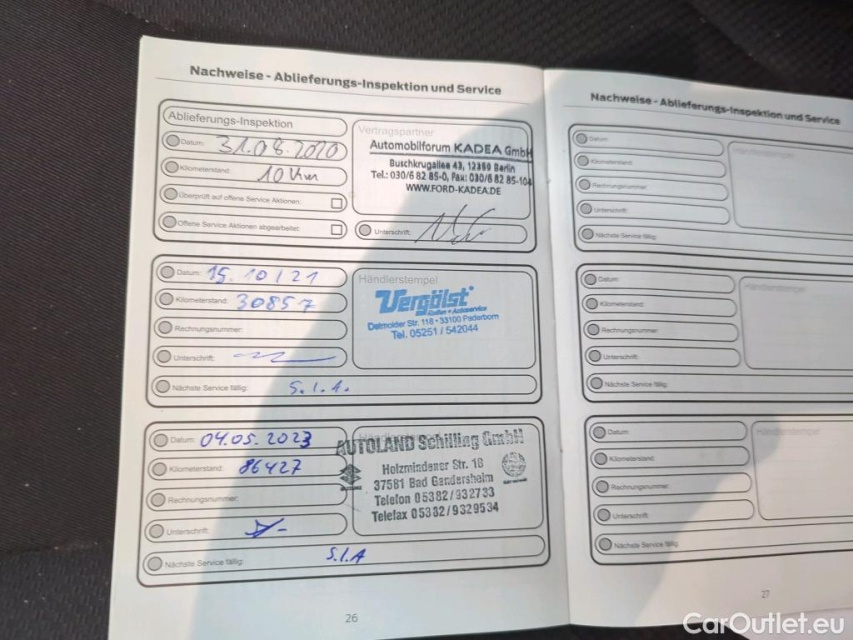 Nachweise - Ablieferungs-Inspektion und Service
Ablieferungs-Inspektion
Datum: 31.08.2020
Kilometerstand: 10 Km
Überprüft auf offene Service Aktionen:
Offene Service Aktionen abgearbeitet:
Vertragspartner
Automobilforum KADEA GmbH
Buschkrugallee 43, 12359 Berlin
Tel.: 030/6 82 85-0, Fax: 030/6 82 85-104
WWW.FORD-KADEA.DE
Unterschrift:
Datum: 15.10/21
Kilometerstand: 30857
Rechnungsnummer:
Unterschrift:
Nächste Service fällig: S.I.A.
Händlerstempel
Vergölst
Reifen + Autoservice
Detmolder Str. 118 - 33100 Paderborn
Tel. 05251 / 542044
Datum: 04.05.2023
Kilometerstand: 86427
Rechnungsnummer:
Unterschrift:
Nächste Service fällig: S.I.A
AUTOLAND Schilling GmbH
Holzmindener Str. 18
37581 Bad Gandersheim
Telefon 05382/932733
Telefax 05382/9329534
26
Nachweise - Ablieferungs-Inspektion und Service
Datum:
Kilometerstand:
Rechnungsnummer:
Unterschrift:
Nächste Service fällig:
Händlerstempel
Datum:
Kilometerstand:
Rechnungsnummer:
Unterschrift:
Nächste Service fällig:
Händlerstempel
Datum:
Kilometerstand:
Rechnungsnummer:
Unterschrift:
Nächste Service fällig:
Händlerstempel
27
CarOutlet.eu